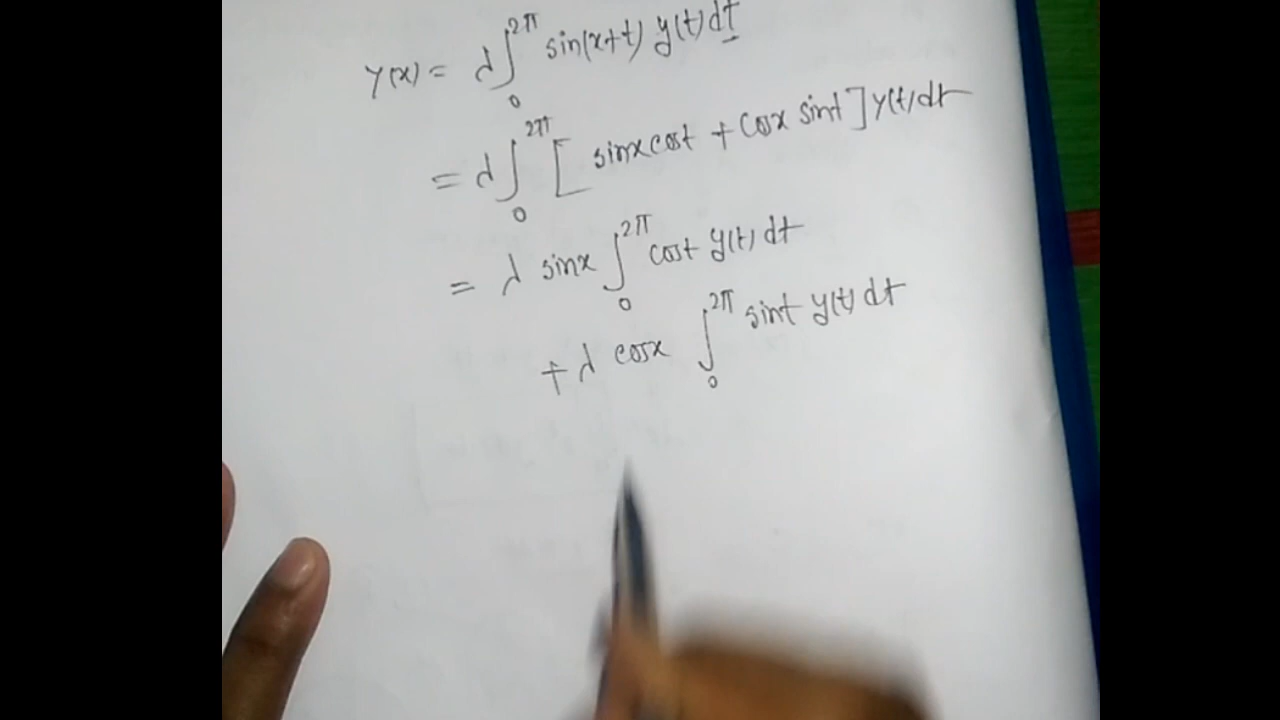 y(x) = λ∫₀^2π sin(x+t) y(t) dt
= λ∫₀^2π [ sinx cost + cosx sint ] y(t) dt
= λ sinx ∫₀^2π cost y(t) dt
+ λ cosx ∫₀^2π sint y(t) dt